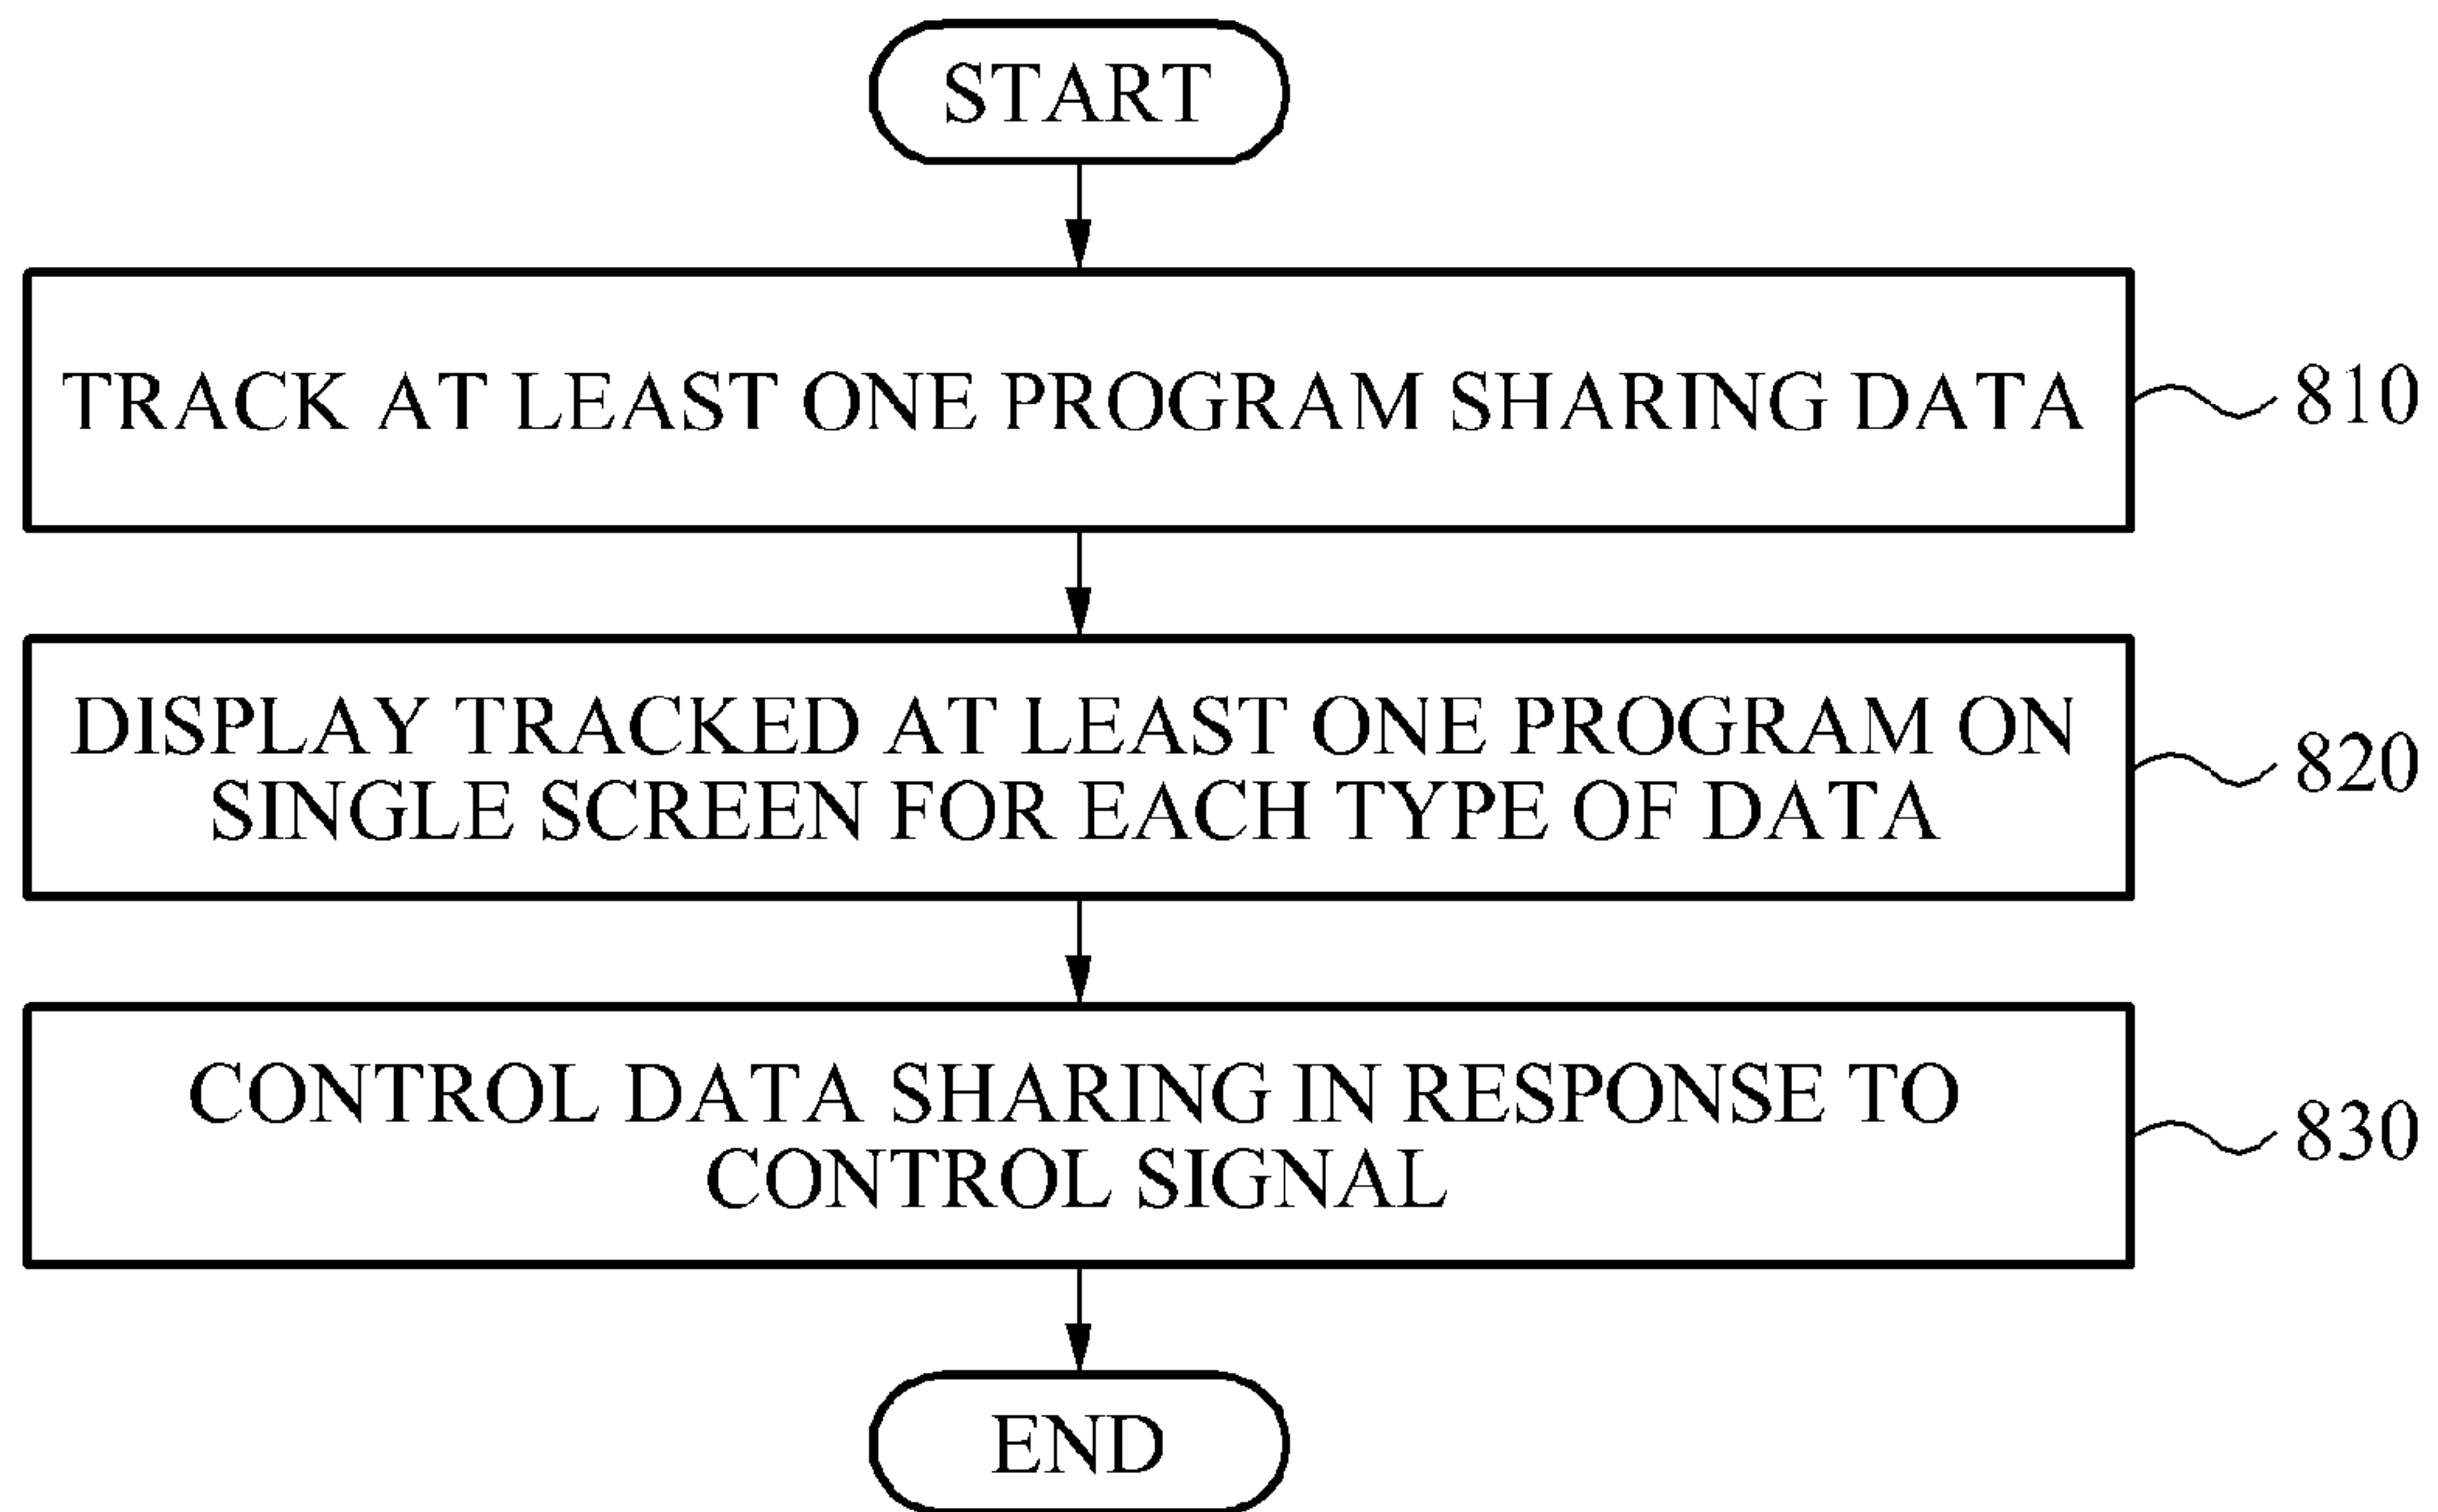 START
TRACK AT LEAST ONE PROGRAM SHARING DATA
810
DISPLAY TRACKED AT LEAST ONE PROGRAM ON
SINGLE SCREEN FOR EACH TYPE OF DATA
820
CONTROL DATA SHARING IN RESPONSE TO
CONTROL SIGNAL
830
END